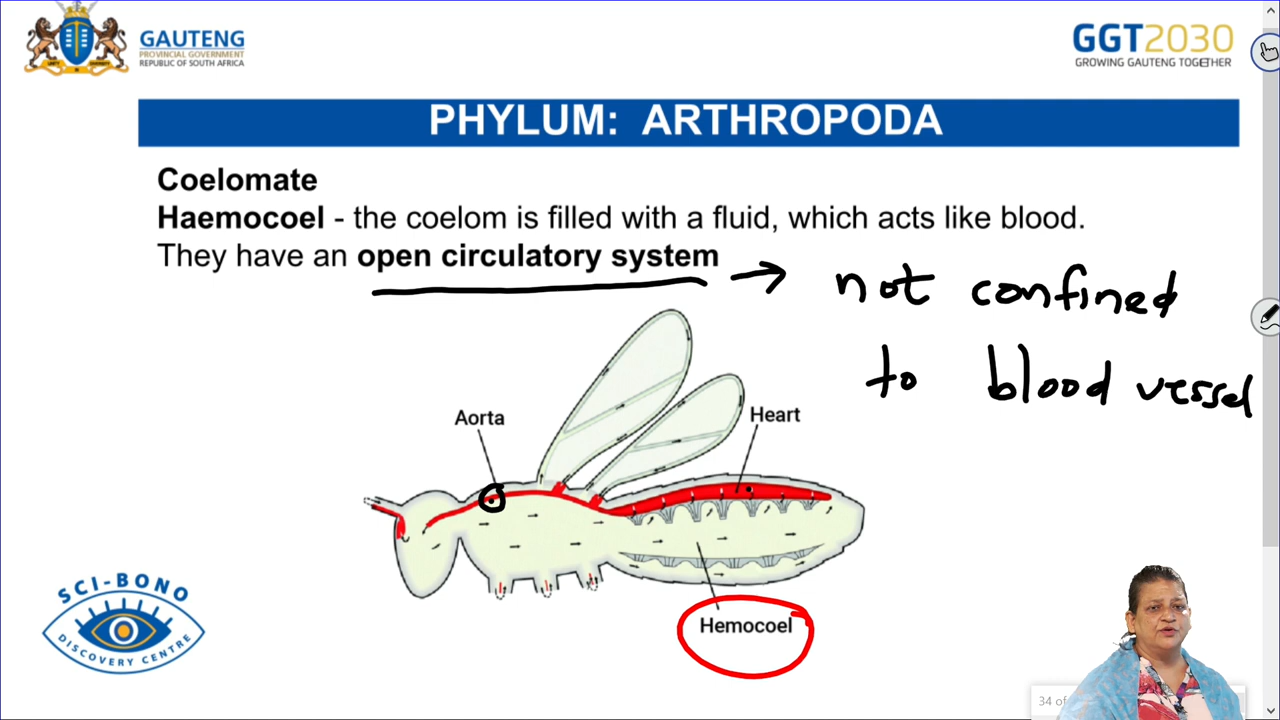 GAUTENG
PROVINCIAL GOVERNMENT
REPUBLIC OF SOUTH AFRICA
GGT2030
GROWING GAUTENG TOGETHER
PHYLUM: ARTHROPODA
Coelomate
Haemocoel - the coelom is filled with a fluid, which acts like blood.
They have an open circulatory system
not confined
to blood vessel
Aorta
Heart
Hemocoel
SCI-BONO
DISCOVERY CENTRE
34 of